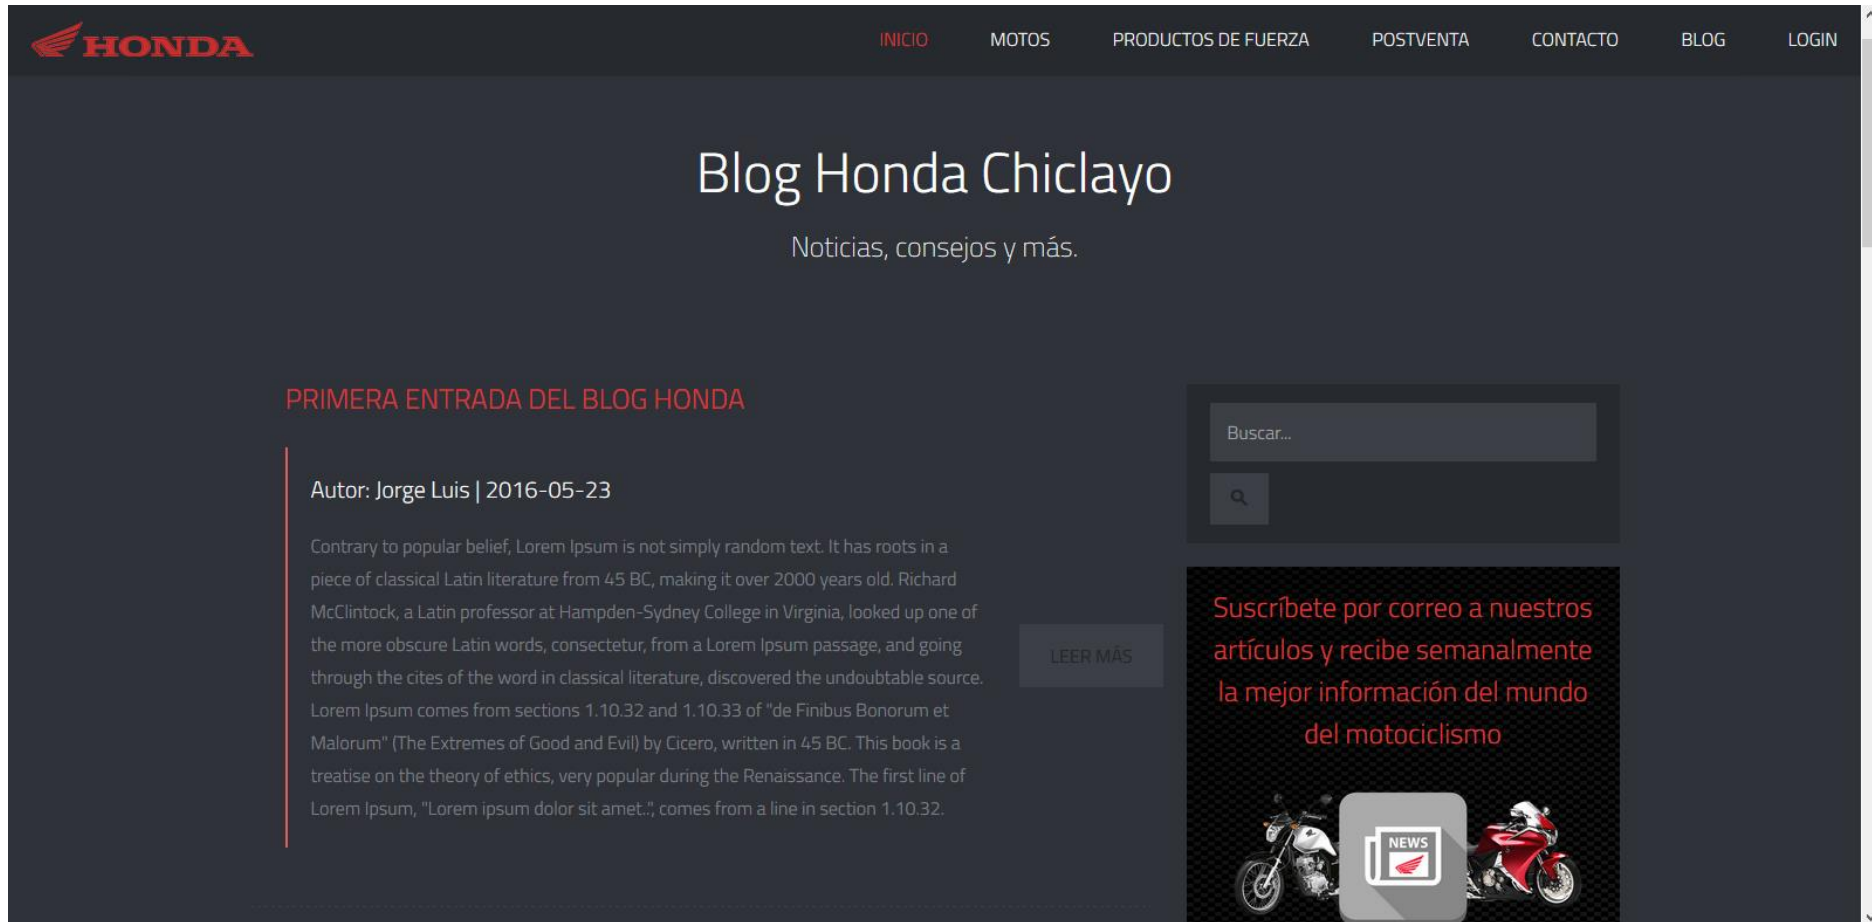 HONDA
INICIO MOTOS PRODUCTOS DE FUERZA POSTVENTA CONTACTO BLOG LOGIN
Blog Honda Chiclayo
Noticias, consejos y más.
PRIMERA ENTRADA DEL BLOG HONDA
Autor: Jorge Luis | 2016-05-23
Contrary to popular belief, Lorem Ipsum is not simply random text. It has roots in a
piece of classical Latin literature from 45 BC, making it over 2000 years old. Richard
McClintock, a Latin professor at Hampden-Sydney College in Virginia, looked up one of
the more obscure Latin words, consectetur, from a Lorem Ipsum passage, and going
through the cites of the word in classical literature, discovered the undoubtable source.
Lorem Ipsum comes from sections 1.10.32 and 1.10.33 of "de Finibus Bonorum et
Malorum" (The Extremes of Good and Evil) by Cicero, written in 45 BC. This book is a
treatise on the theory of ethics, very popular during the Renaissance. The first line of
Lorem Ipsum, "Lorem ipsum dolor sit amet..", comes from a line in section 1.10.32.
LEER MÁS
Buscar...
Suscríbete por correo a nuestros
artículos y recibe semanalmente
la mejor información del mundo
del motociclismo
NEWS